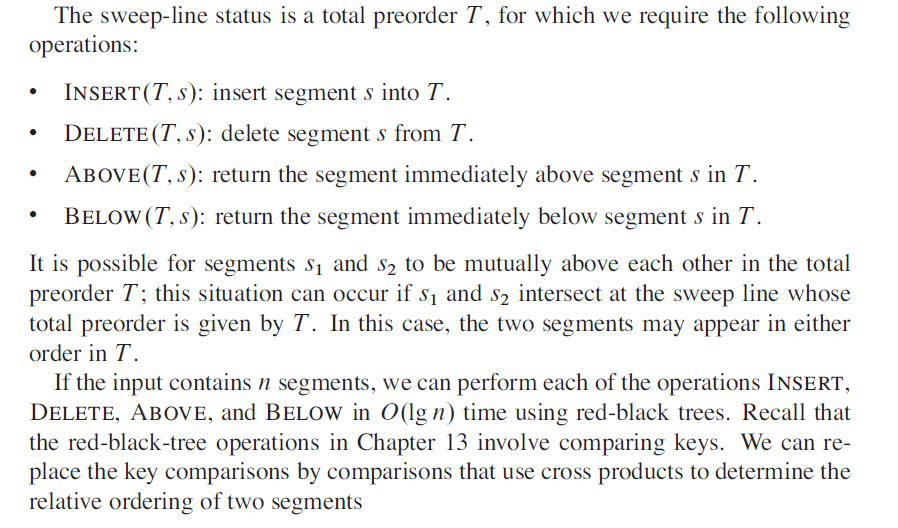 The sweep-line status is a total preorder T, for which we require the following
operations:
• INSERT(T, s): insert segment s into T.
• DELETE(T, s): delete segment s from T.
• ABOVE(T, s): return the segment immediately above segment s in T.
• BELOW(T, s): return the segment immediately below segment s in T.
It is possible for segments s₁ and s₂ to be mutually above each other in the total
preorder T; this situation can occur if s₁ and s₂ intersect at the sweep line whose
total preorder is given by T. In this case, the two segments may appear in either
order in T.
If the input contains n segments, we can perform each of the operations INSERT,
DELETE, ABOVE, and BELOW in O(lg n) time using red-black trees. Recall that
the red-black-tree operations in Chapter 13 involve comparing keys. We can re-
place the key comparisons by comparisons that use cross products to determine the
relative ordering of two segments